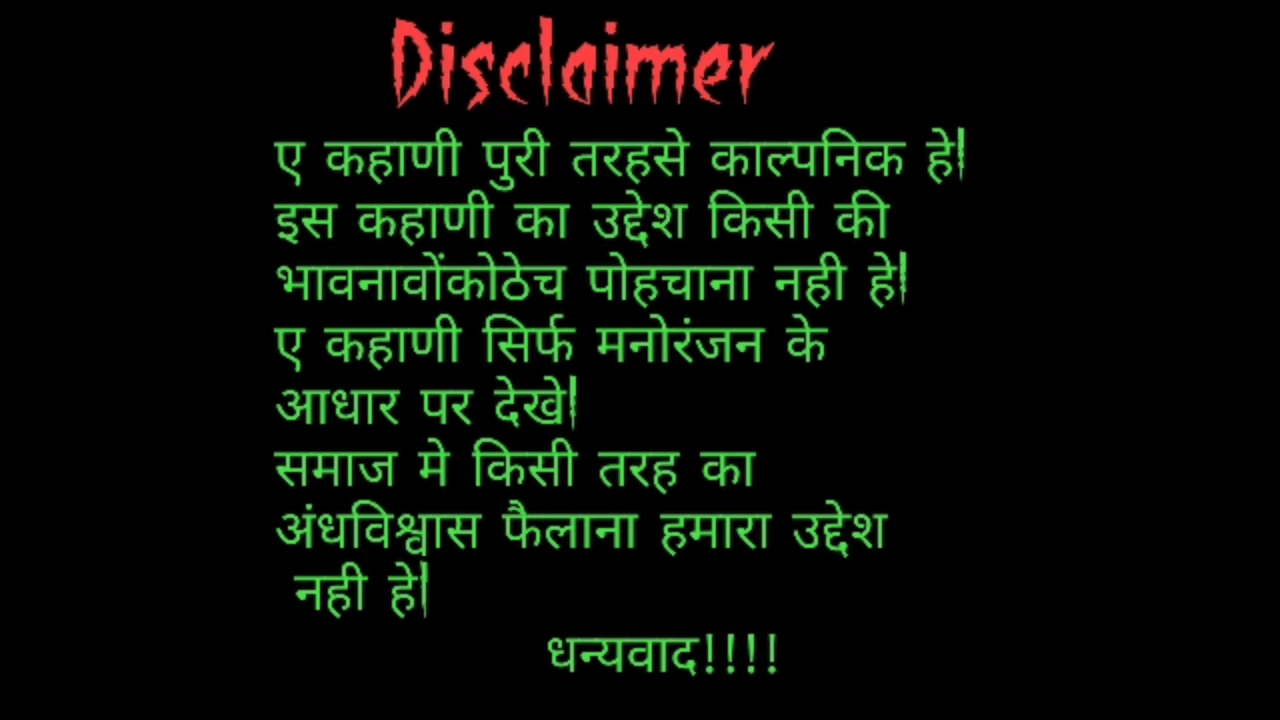 Disclaimer
ए कहाणी पुरी तरहसे काल्पनिक हे|
इस कहाणी का उद्देश किसी की
भावनावोंकोठेच पोहचाना नही हे|
ए कहाणी सिर्फ मनोरंजन के
आधार पर देखे|
समाज मे किसी तरह का
अंधविश्वास फैलाना हमारा उद्देश
नही हे|
धन्यवाद!!!!